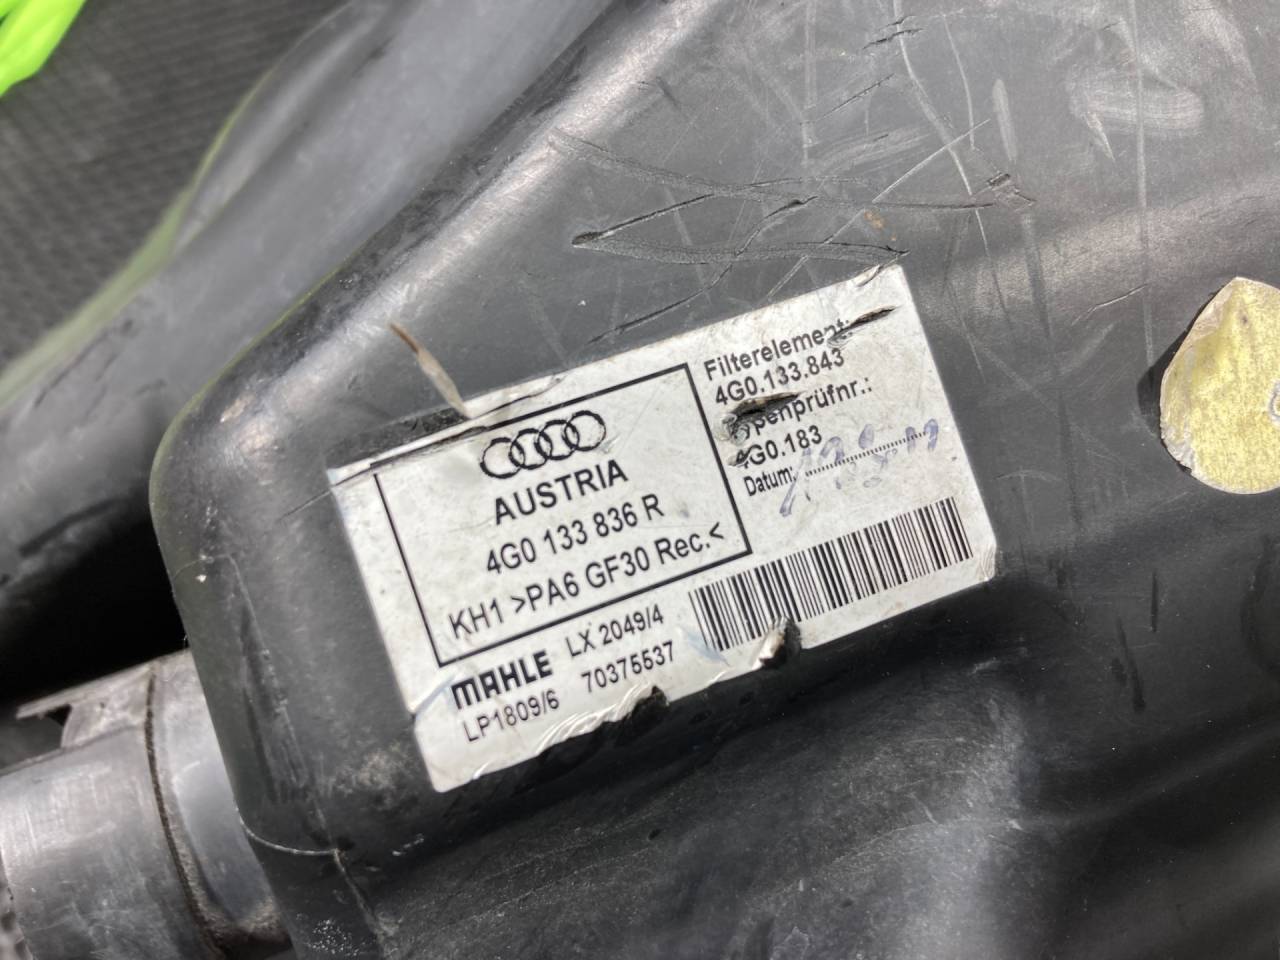 AUSTRIA
4G0 133 836 R
KH1 >PA6 GF30 Rec.<
MAHLE LX 2049/4
LP1809/6 70375537
Filterelement:
4G0.133.843
4G0.183
Datum: